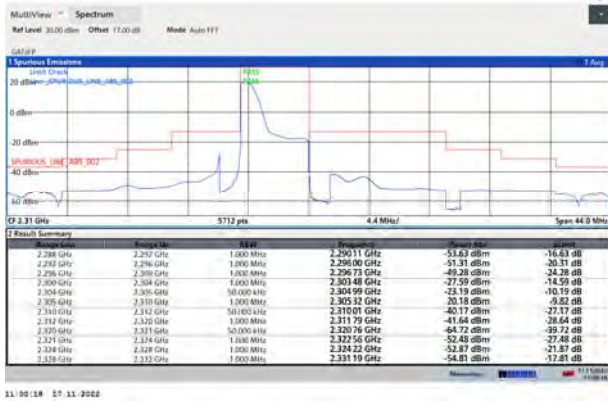 MultiView Spectrum
Ref Level 30.00 dBm Offset 17.00 dB Mode Auto FFT
1 Spurious Emissions 1 Avg
Limit Check PASS
20 dBm PASS
0 dBm
-20 dBm
SPURIOUS_LINE_ABS_002
-40 dBm
-60 dBm
CF 2.31 GHz 5712 pts 4.4 MHz/ Span 44.0 MHz
2 Result Summary
Range Low Range Up RBW Frequency Power Abs ΔLimit
2.288 GHz 2.292 GHz 1.000 MHz 2.29011 GHz -53.63 dBm -16.63 dB
2.292 GHz 2.296 GHz 1.000 MHz 2.29600 GHz -51.31 dBm -20.31 dB
2.296 GHz 2.300 GHz 1.000 MHz 2.29673 GHz -49.28 dBm -24.28 dB
2.300 GHz 2.304 GHz 1.000 MHz 2.30348 GHz -27.59 dBm -14.59 dB
2.304 GHz 2.305 GHz 50.000 kHz 2.30499 GHz -23.19 dBm -10.19 dB
2.305 GHz 2.310 GHz 1.000 MHz 2.30532 GHz 20.18 dBm -9.82 dB
2.310 GHz 2.312 GHz 50.000 kHz 2.31001 GHz -40.17 dBm -27.17 dB
2.312 GHz 2.320 GHz 1.000 MHz 2.31179 GHz -41.64 dBm -28.64 dB
2.320 GHz 2.321 GHz 2.32076 GHz -64.72 dBm -39.72 dB
2.321 GHz 2.324 GHz 1.000 MHz 2.32256 GHz -52.48 dBm -27.48 dB
2.324 GHz 2.328 GHz 1.000 MHz 2.32422 GHz -52.87 dBm -21.87 dB
2.328 GHz 2.332 GHz 1.000 MHz 2.33119 GHz -54.81 dBm -17.81 dB
11:00:18 17.11.2022